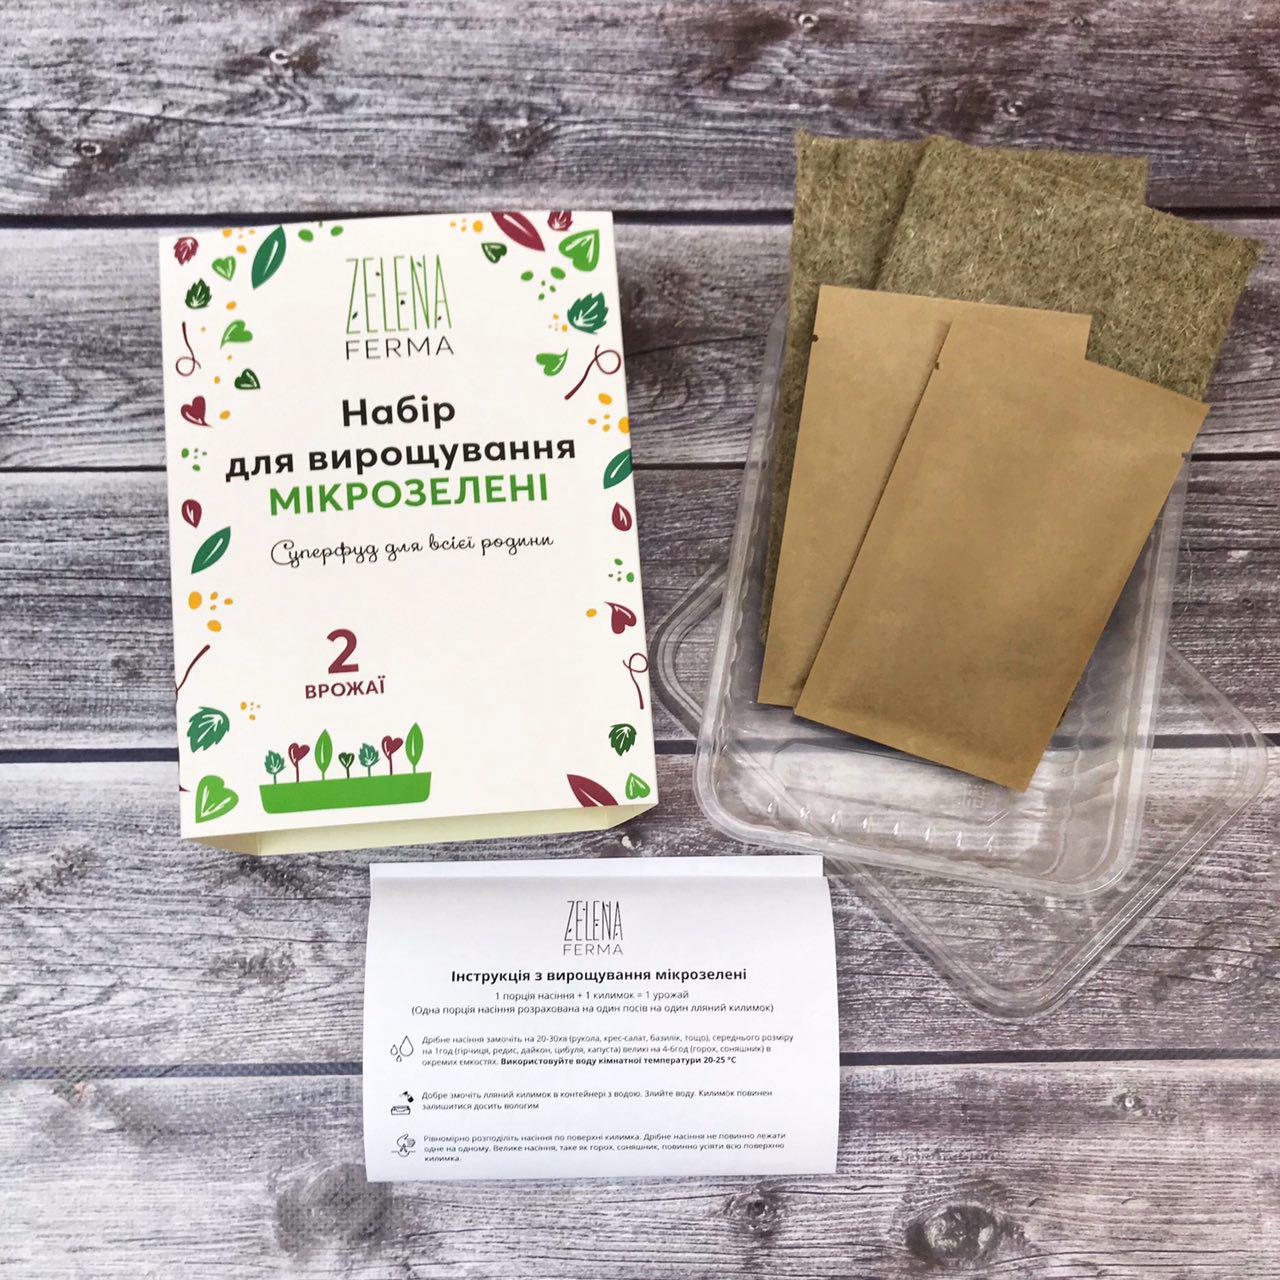 ZELENA
FERMA
Набір
для вирощування
МІКРОЗЕЛЕНІ
Суперфуд для всієї родини
2
ВРОЖАЇ
ZELENA
FERMA
Інструкція з вирощування мікрозелені
1 порція насіння + 1 килимок = 1 урожай
(Одна порція насіння розрахована на один посів на один лляний килимок)
Дрібне насіння замочіть на 20-30хв (рукола, крес-салат, базилік, тощо), середнього розміру
на 1год (гірчиця, редис, дайкон, цибуля, капуста) великі на 4-6год (горох, соняшник) в
окремих ємкостях. Використовуйте воду кімнатної температури 20-25 °C
Добре змочіть лляний килимок в контейнері з водою. Злийте воду. Килимок повинен
залишитися досить вологим
Рівномірно розподіліть насіння по поверхні килимка. Дрібне насіння не повинно лежати
одне на одному. Велике насіння, таке як горох, соняшник, повинно усіяти всю поверхню
килимка.